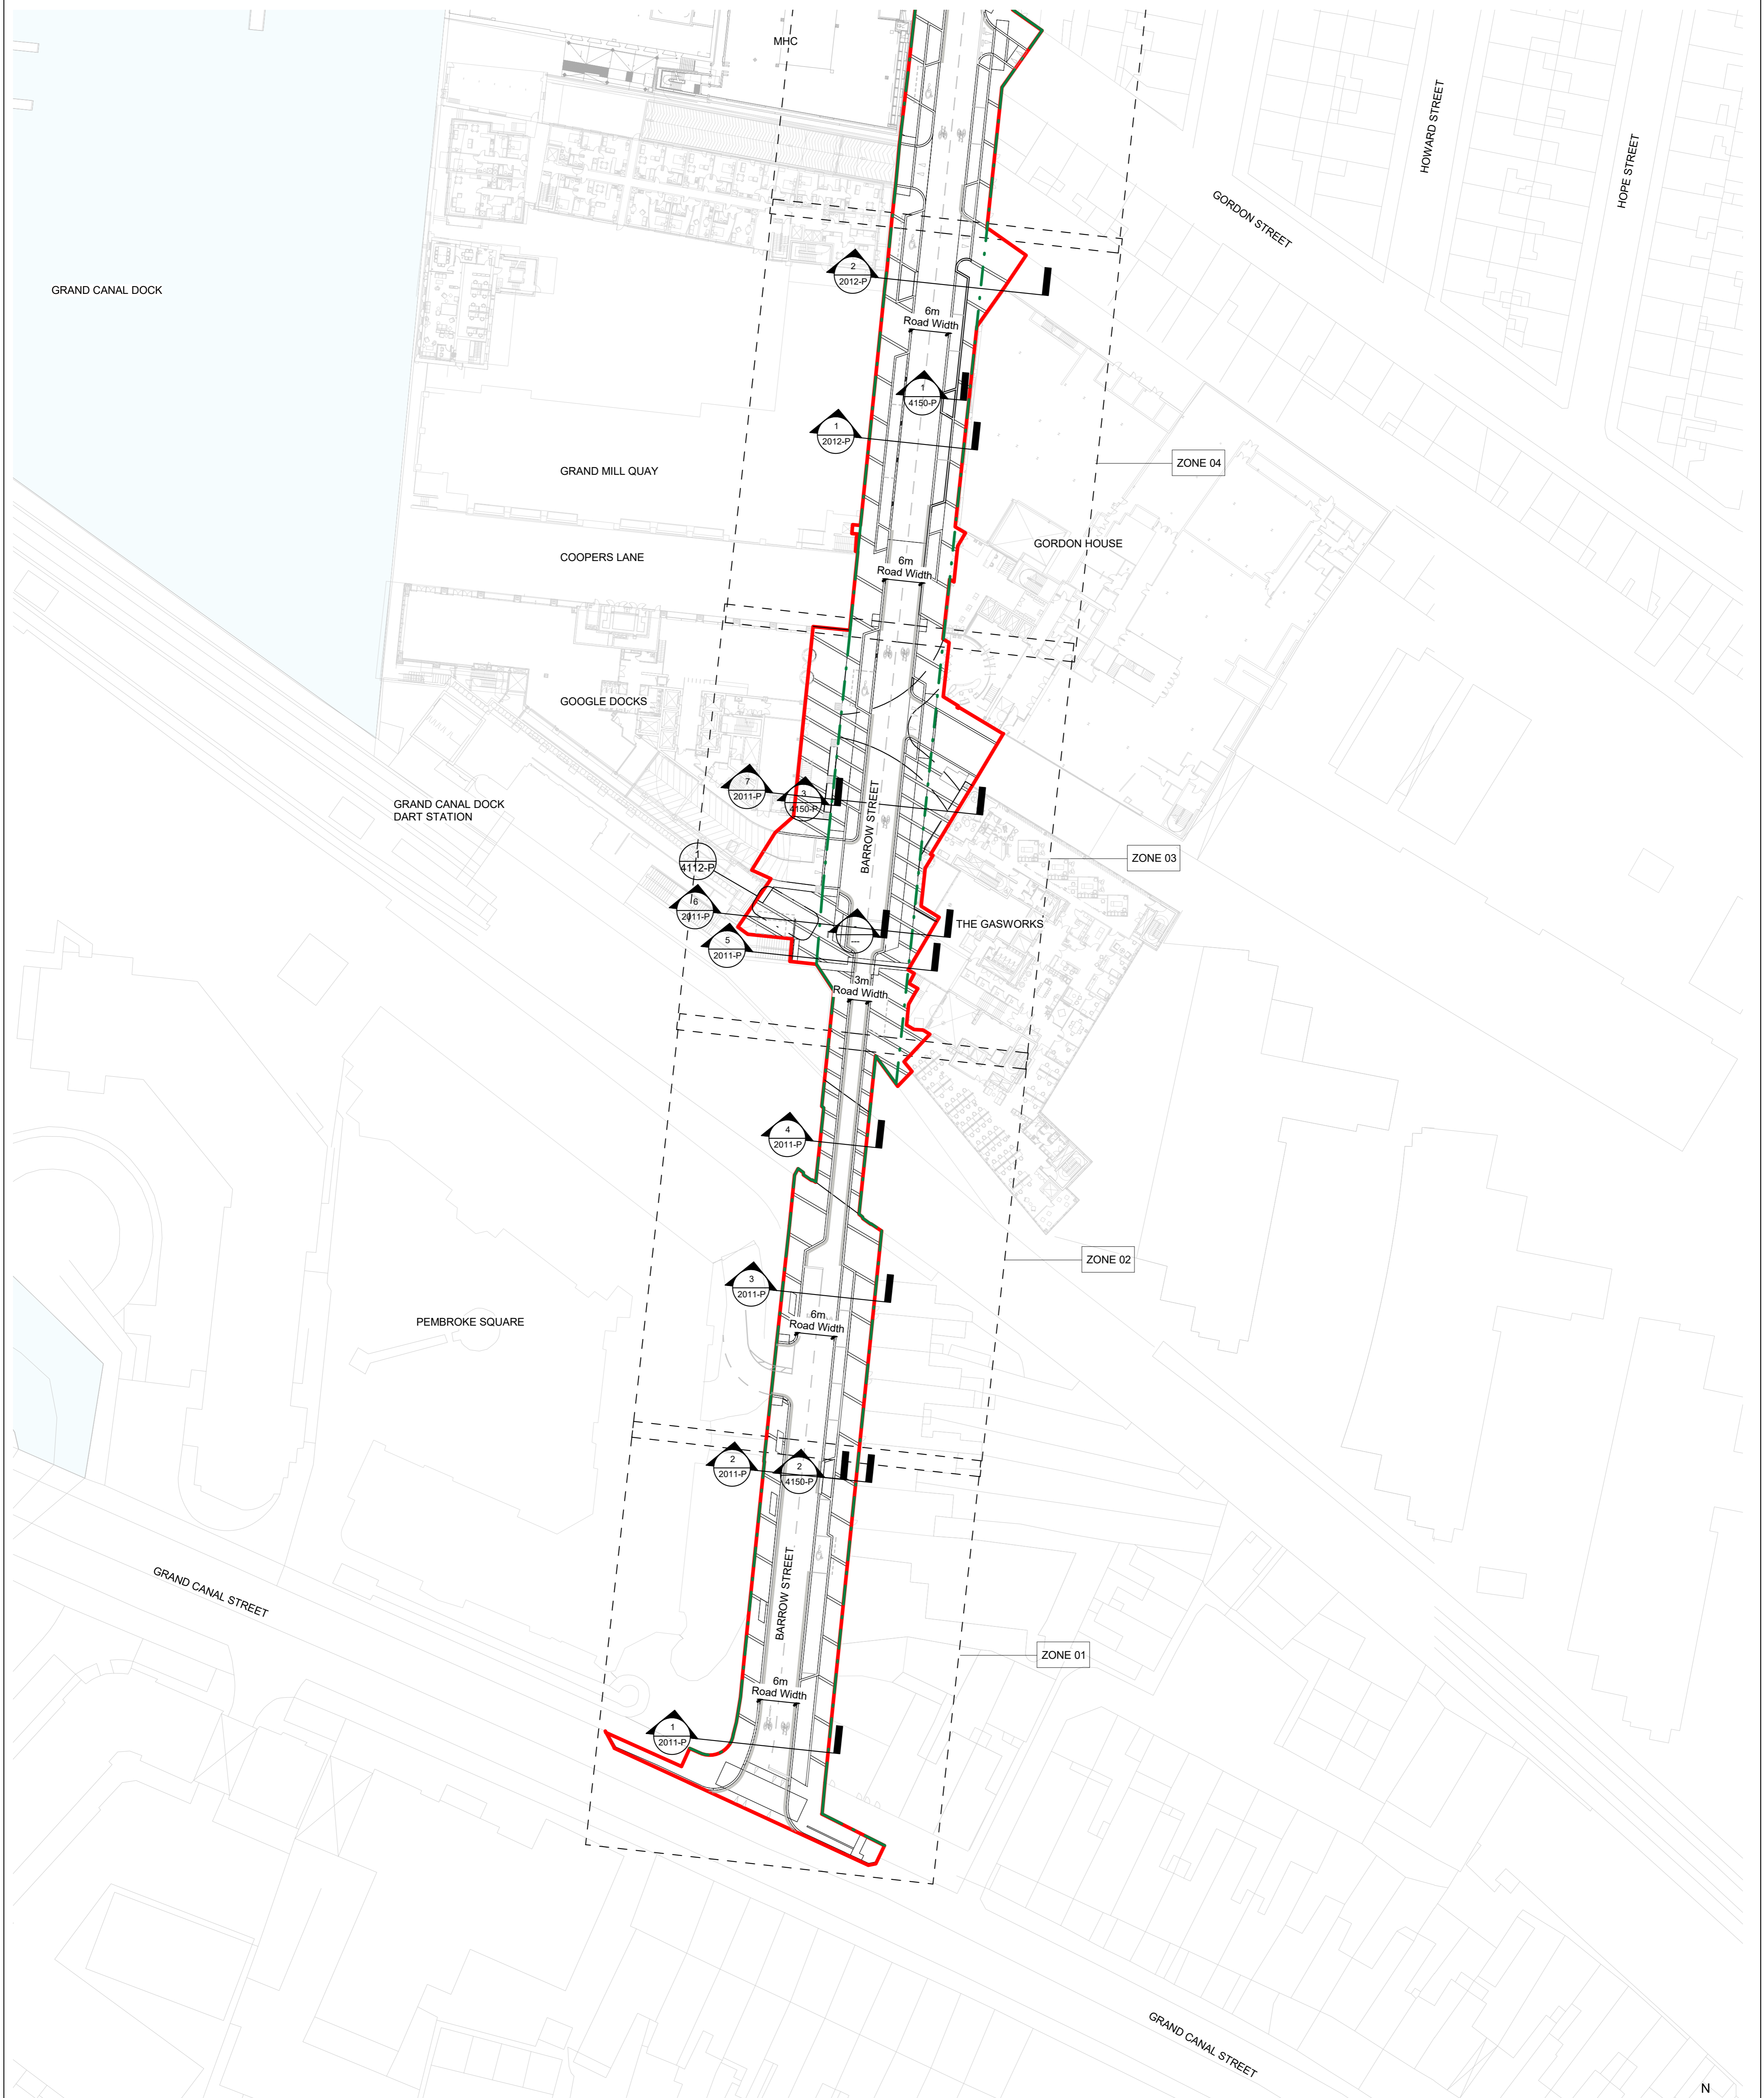 MHC
HOWARD STREET
HOPE STREET
GORDON STREET
GRAND CANAL DOCK
2
2012-P
6m
Road Width
1
4150-P
1
2012-P
ZONE 04
GRAND MILL QUAY
GORDON HOUSE
COOPERS LANE
6m
Road Width
GOOGLE DOCKS
7
2011-P
3
4150-P
BARROW STREET
GRAND CANAL DOCK
DART STATION
ZONE 03
1
4112-P
6
2011-P
THE GASWORKS
5
2011-P
3m
Road Width
4
2011-P
ZONE 02
3
2011-P
6m
Road Width
PEMBROKE SQUARE
2
2011-P
2
4150-P
BARROW STREET
GRAND CANAL STREET
ZONE 01
6m
Road Width
1
2011-P
GRAND CANAL STREET
N